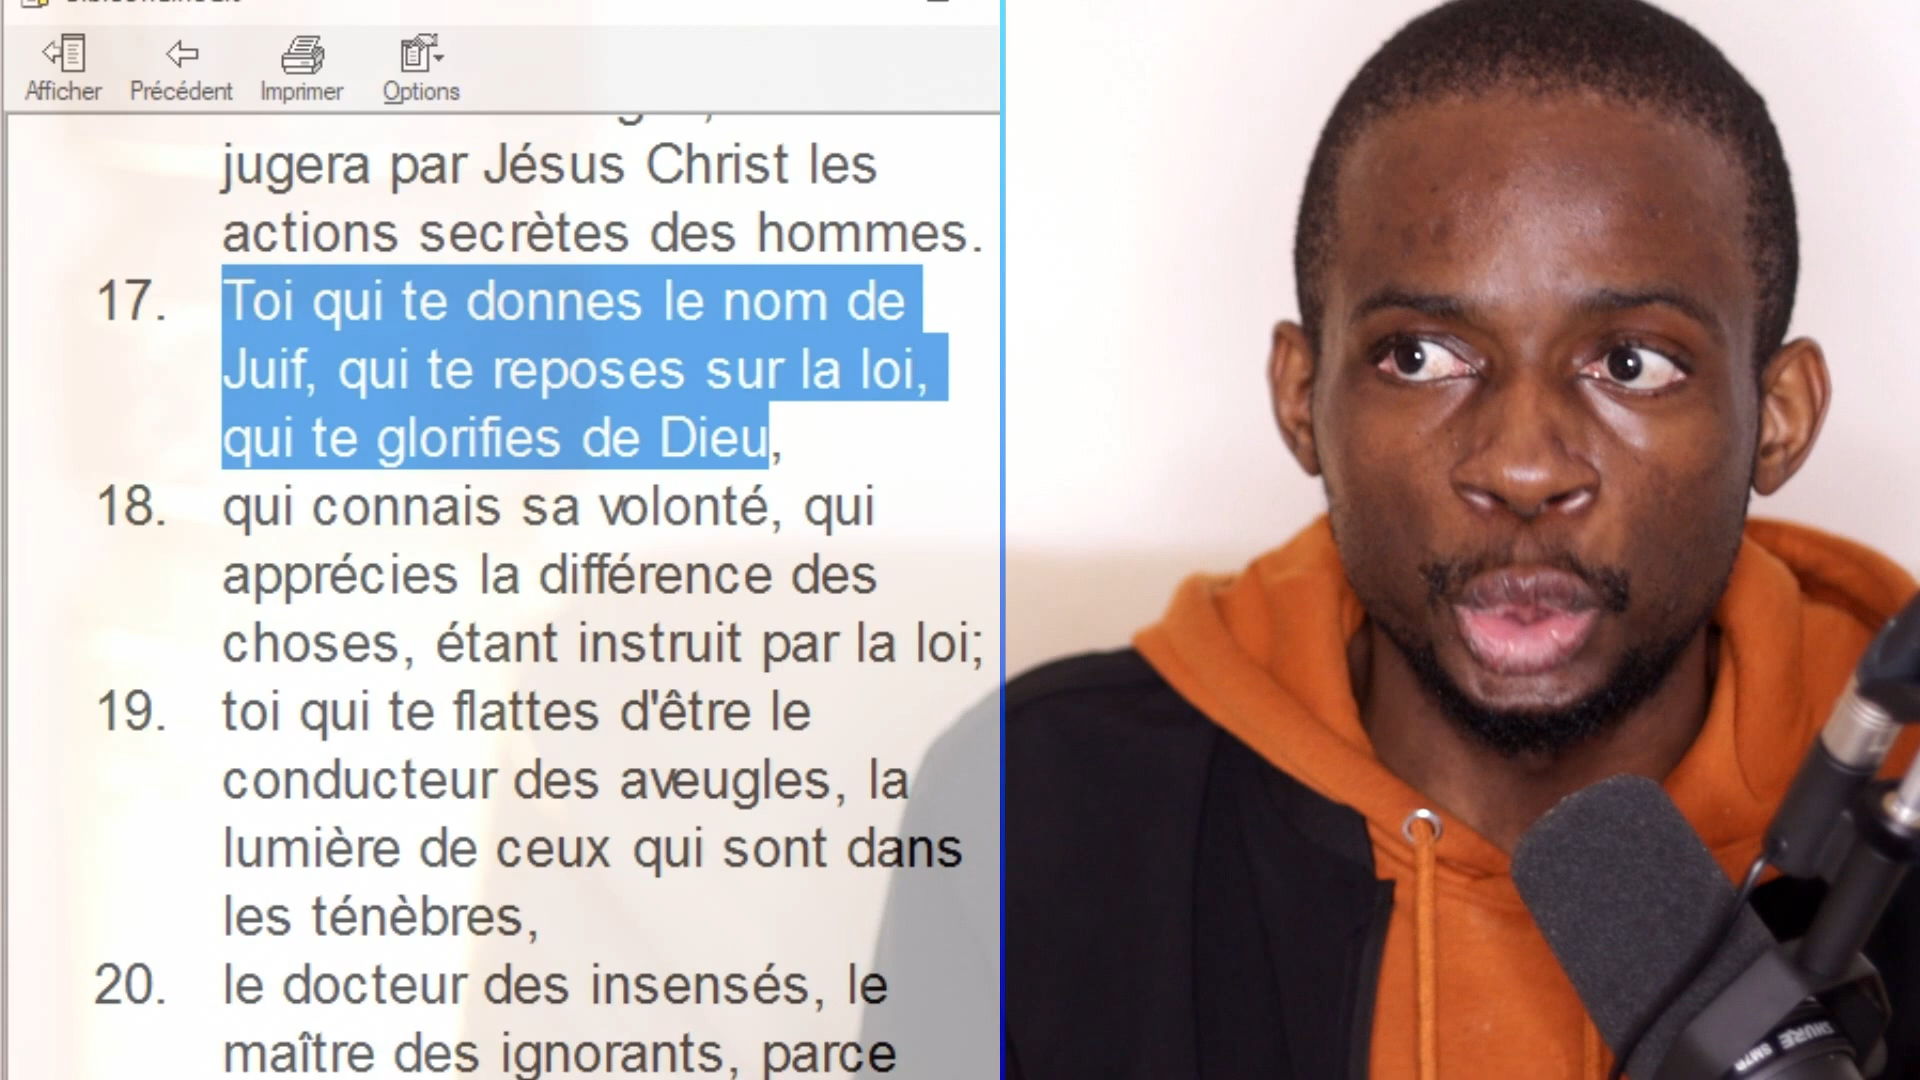 Afficher Précédent Imprimer Options
jugera par Jésus Christ les
actions secrètes des hommes.
17. Toi qui te donnes le nom de
Juif, qui te reposes sur la loi,
qui te glorifies de Dieu,
18. qui connais sa volonté, qui
apprécies la différence des
choses, étant instruit par la loi;
19. toi qui te flattes d'être le
conducteur des aveugles, la
lumière de ceux qui sont dans
les ténèbres,
20. le docteur des insensés, le
maître des ignorants, parce
SHURE
SM7B